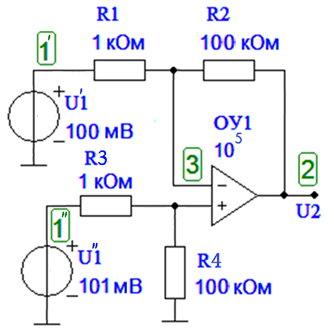 R1
R2
1'
1 кОм
100 кОм
+
U'1
ОУ1
10⁵
100 мВ
−
3
−
2
R3
+
U2
1 кОм
1"
+
U"1
R4
101 мВ
100 кОм
−